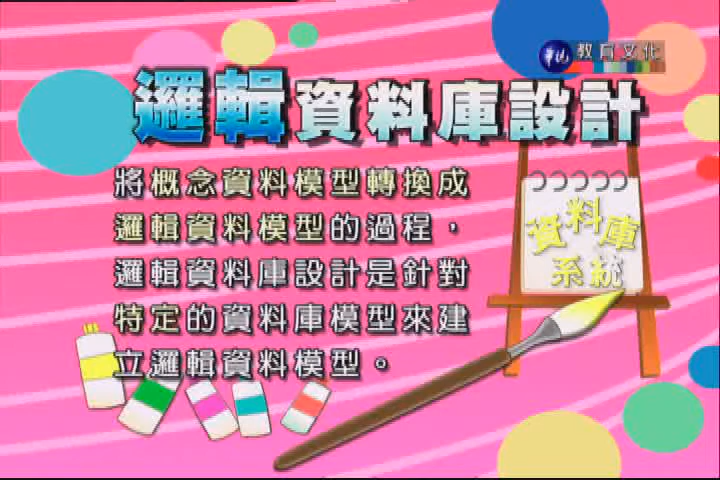 華視 教育文化
邏輯資料庫設計
將概念資料模型轉換成
邏輯資料模型的過程，
邏輯資料庫設計是針對
特定的資料庫模型來建
立邏輯資料模型。
資料庫
系統